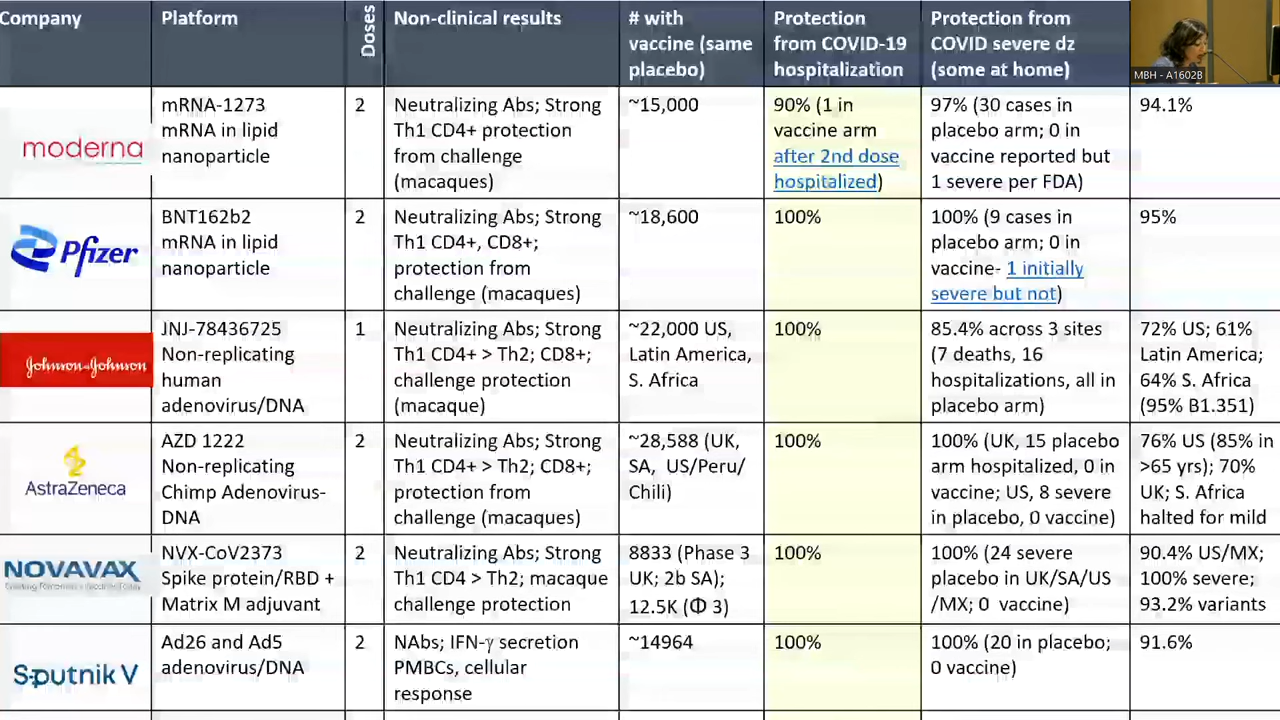 Company
Platform
Doses
Non-clinical results
# with
vaccine (same
placebo)
Protection
from COVID-19
hospitalization
Protection from
COVID severe dz
(some at home)
MBH - A1602B
moderna
mRNA-1273
mRNA in lipid
nanoparticle
2
Neutralizing Abs; Strong
Th1 CD4+ protection
from challenge
(macaques)
~15,000
90% (1 in
vaccine arm
after 2nd dose
hospitalized)
97% (30 cases in
placebo arm; 0 in
vaccine reported but
1 severe per FDA)
94.1%
Pfizer
BNT162b2
mRNA in lipid
nanoparticle
2
Neutralizing Abs; Strong
Th1 CD4+, CD8+;
protection from
challenge (macaques)
~18,600
100%
100% (9 cases in
placebo arm; 0 in
vaccine- 1 initially
severe but not)
95%
Johnson&Johnson
JNJ-78436725
Non-replicating
human
adenovirus/DNA
1
Neutralizing Abs; Strong
Th1 CD4+ > Th2; CD8+;
challenge protection
(macaque)
~22,000 US,
Latin America,
S. Africa
100%
85.4% across 3 sites
(7 deaths, 16
hospitalizations, all in
placebo arm)
72% US; 61%
Latin America;
64% S. Africa
(95% B1.351)
AstraZeneca
AZD 1222
Non-replicating
Chimp Adenovirus-
DNA
2
Neutralizing Abs; Strong
Th1 CD4+ > Th2; CD8+;
protection from
challenge (macaques)
~28,588 (UK,
SA, US/Peru/
Chili)
100%
100% (UK, 15 placebo
arm hospitalized, 0 in
vaccine; US, 8 severe
in placebo, 0 vaccine)
76% US (85% in
>65 yrs); 70%
UK; S. Africa
halted for mild
NOVAVAX
NVX-CoV2373
Spike protein/RBD +
Matrix M adjuvant
2
Neutralizing Abs; Strong
Th1 CD4 > Th2; macaque
challenge protection
8833 (Phase 3
UK; 2b SA);
12.5K (Φ 3)
100%
100% (24 severe
placebo in UK/SA/US
/MX; 0 vaccine)
90.4% US/MX;
100% severe;
93.2% variants
Sputnik V
Ad26 and Ad5
adenovirus/DNA
2
NAbs; IFN-γ secretion
PMBCs, cellular
response
~14964
100%
100% (20 in placebo;
0 vaccine)
91.6%